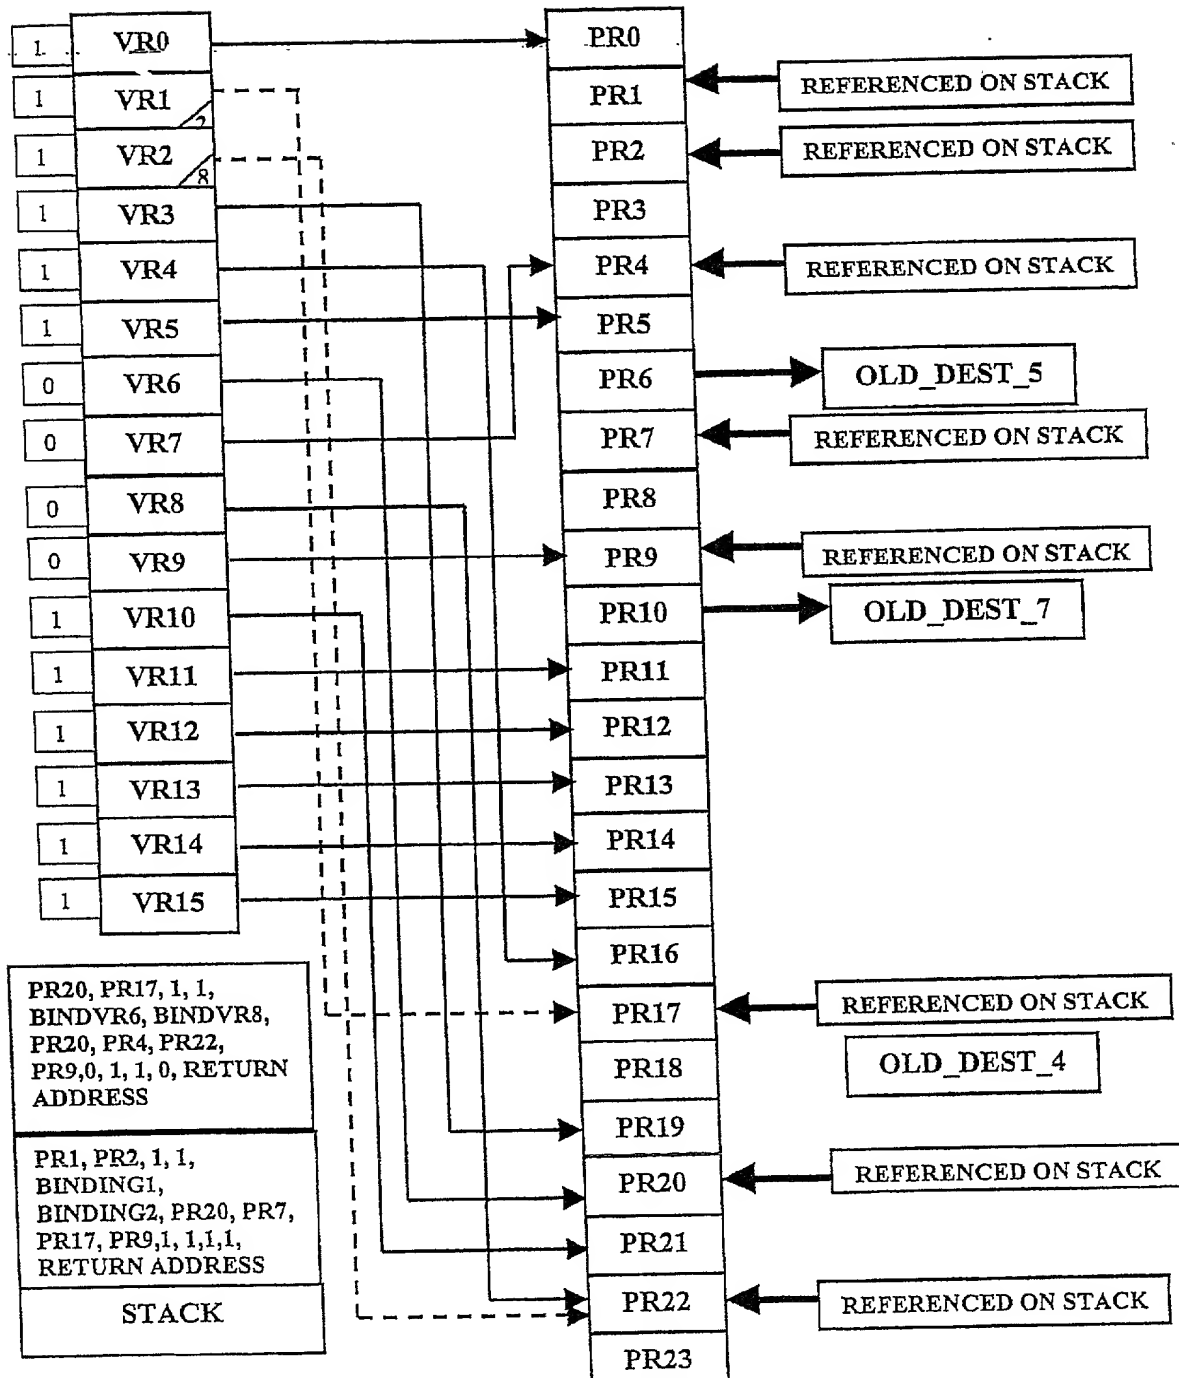 1 VR0 PR0
1 VR1 2 PR1 REFERENCED ON STACK
1 VR2 8 PR2 REFERENCED ON STACK
1 VR3 PR3
1 VR4 PR4 REFERENCED ON STACK
1 VR5 PR5
0 VR6 PR6 OLD_DEST_5
0 VR7 PR7 REFERENCED ON STACK
0 VR8 PR8
0 VR9 PR9 REFERENCED ON STACK
1 VR10 PR10 OLD_DEST_7
1 VR11 PR11
1 VR12 PR12
1 VR13 PR13
1 VR14 PR14
1 VR15 PR15
PR16
PR17 REFERENCED ON STACK
PR18 OLD_DEST_4
PR19
PR20 REFERENCED ON STACK
PR21
PR22 REFERENCED ON STACK
PR23
PR20, PR17, 1, 1,
BINDVR6, BINDVR8,
PR20, PR4, PR22,
PR9,0, 1, 1, 0, RETURN
ADDRESS
PR1, PR2, 1, 1,
BINDING1,
BINDING2, PR20, PR7,
PR17, PR9,1, 1,1,1,
RETURN ADDRESS
STACK